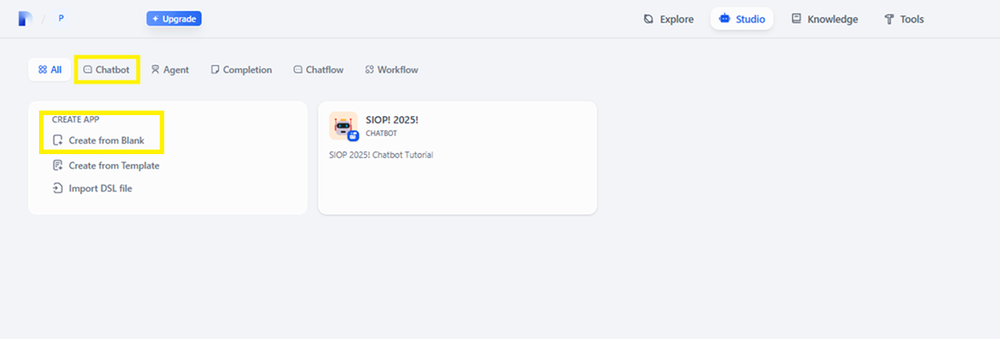 / P Upgrade Explore Studio Knowledge Tools
All Chatbot Agent Completion Chatflow Workflow
CREATE APP
Create from Blank
Create from Template
Import DSL file
SIOP! 2025!
CHATBOT
SIOP 2025! Chatbot Tutorial